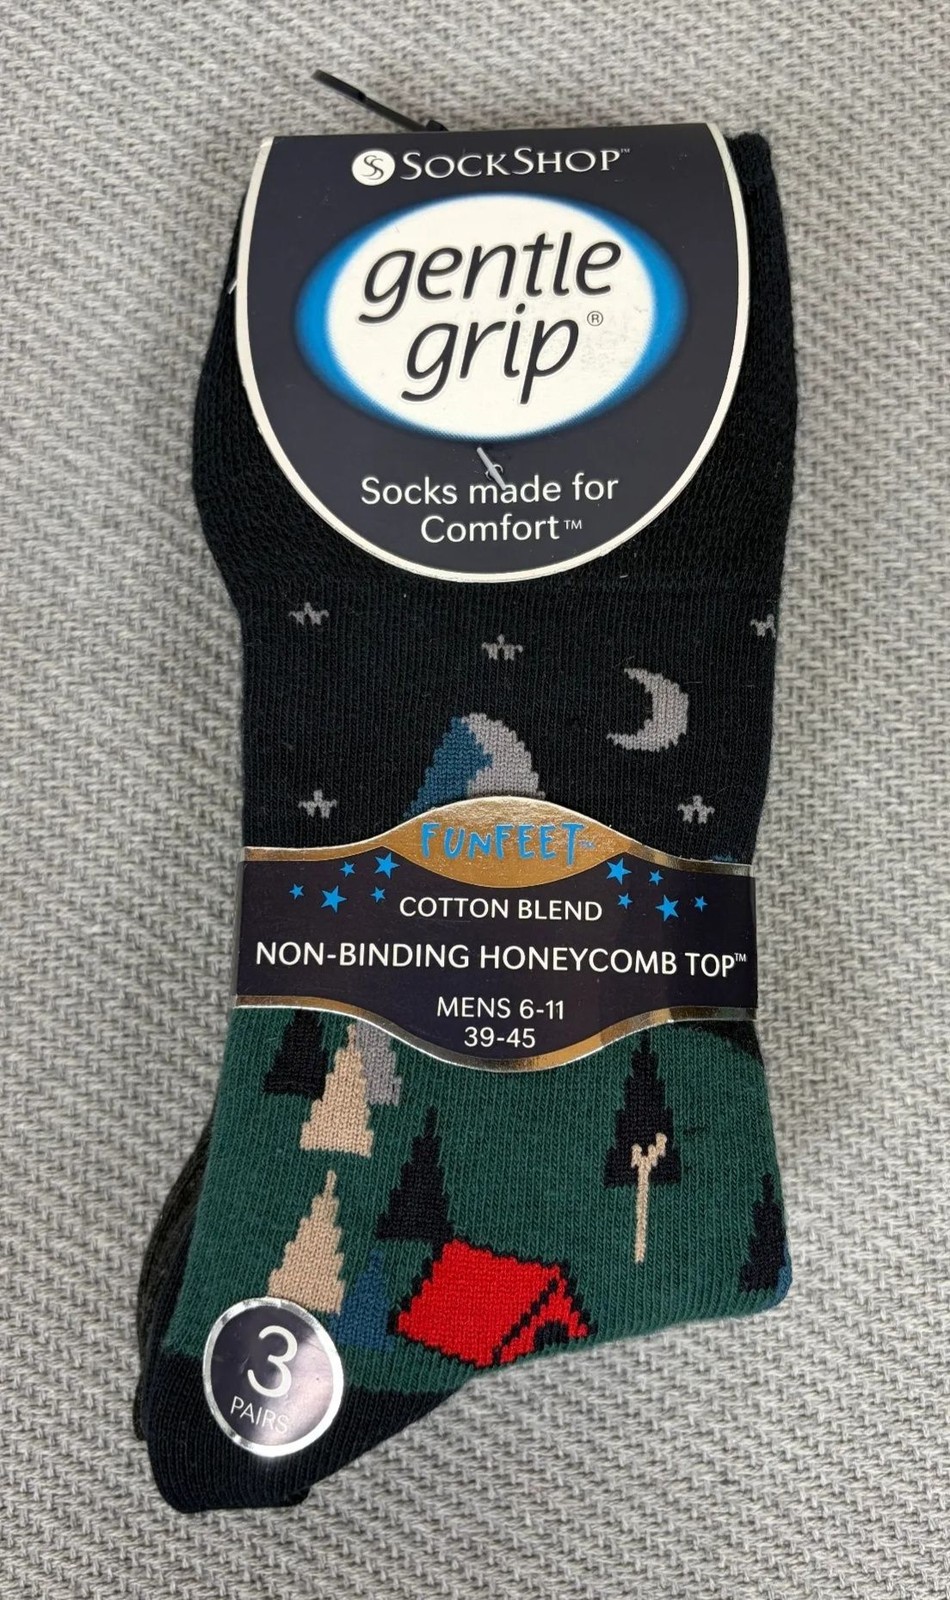 SS SOCKSHOP™
gentle
grip®
Socks made for
Comfort™
FUNFEET™
COTTON BLEND
NON-BINDING HONEYCOMB TOP™
MENS 6-11
39-45
3
PAIRS